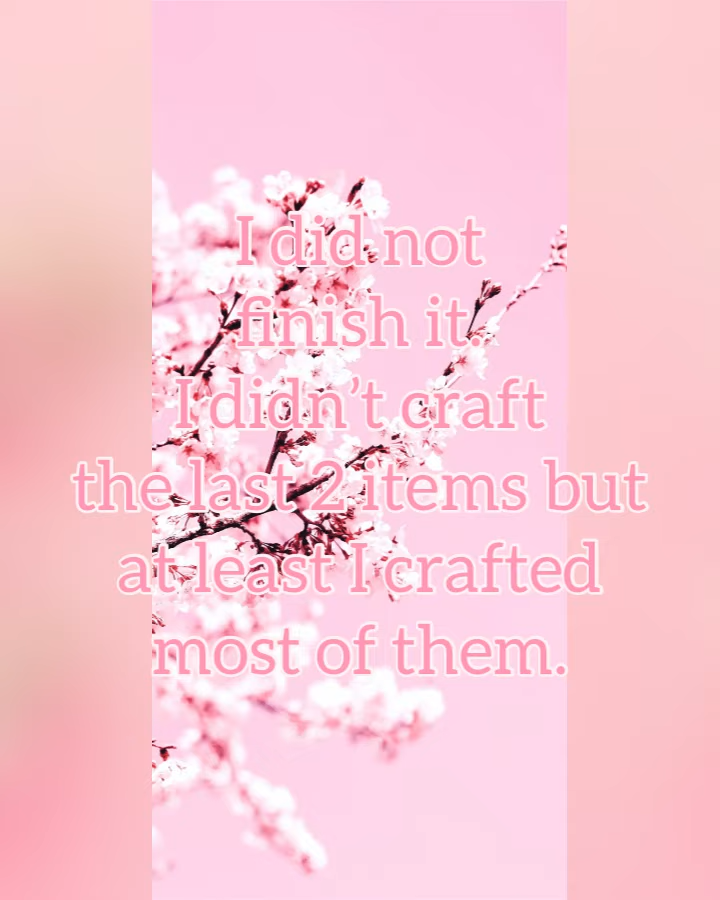 I did not
finish it.
I didn’t craft
the last 2 items but
at least I crafted
most of them.